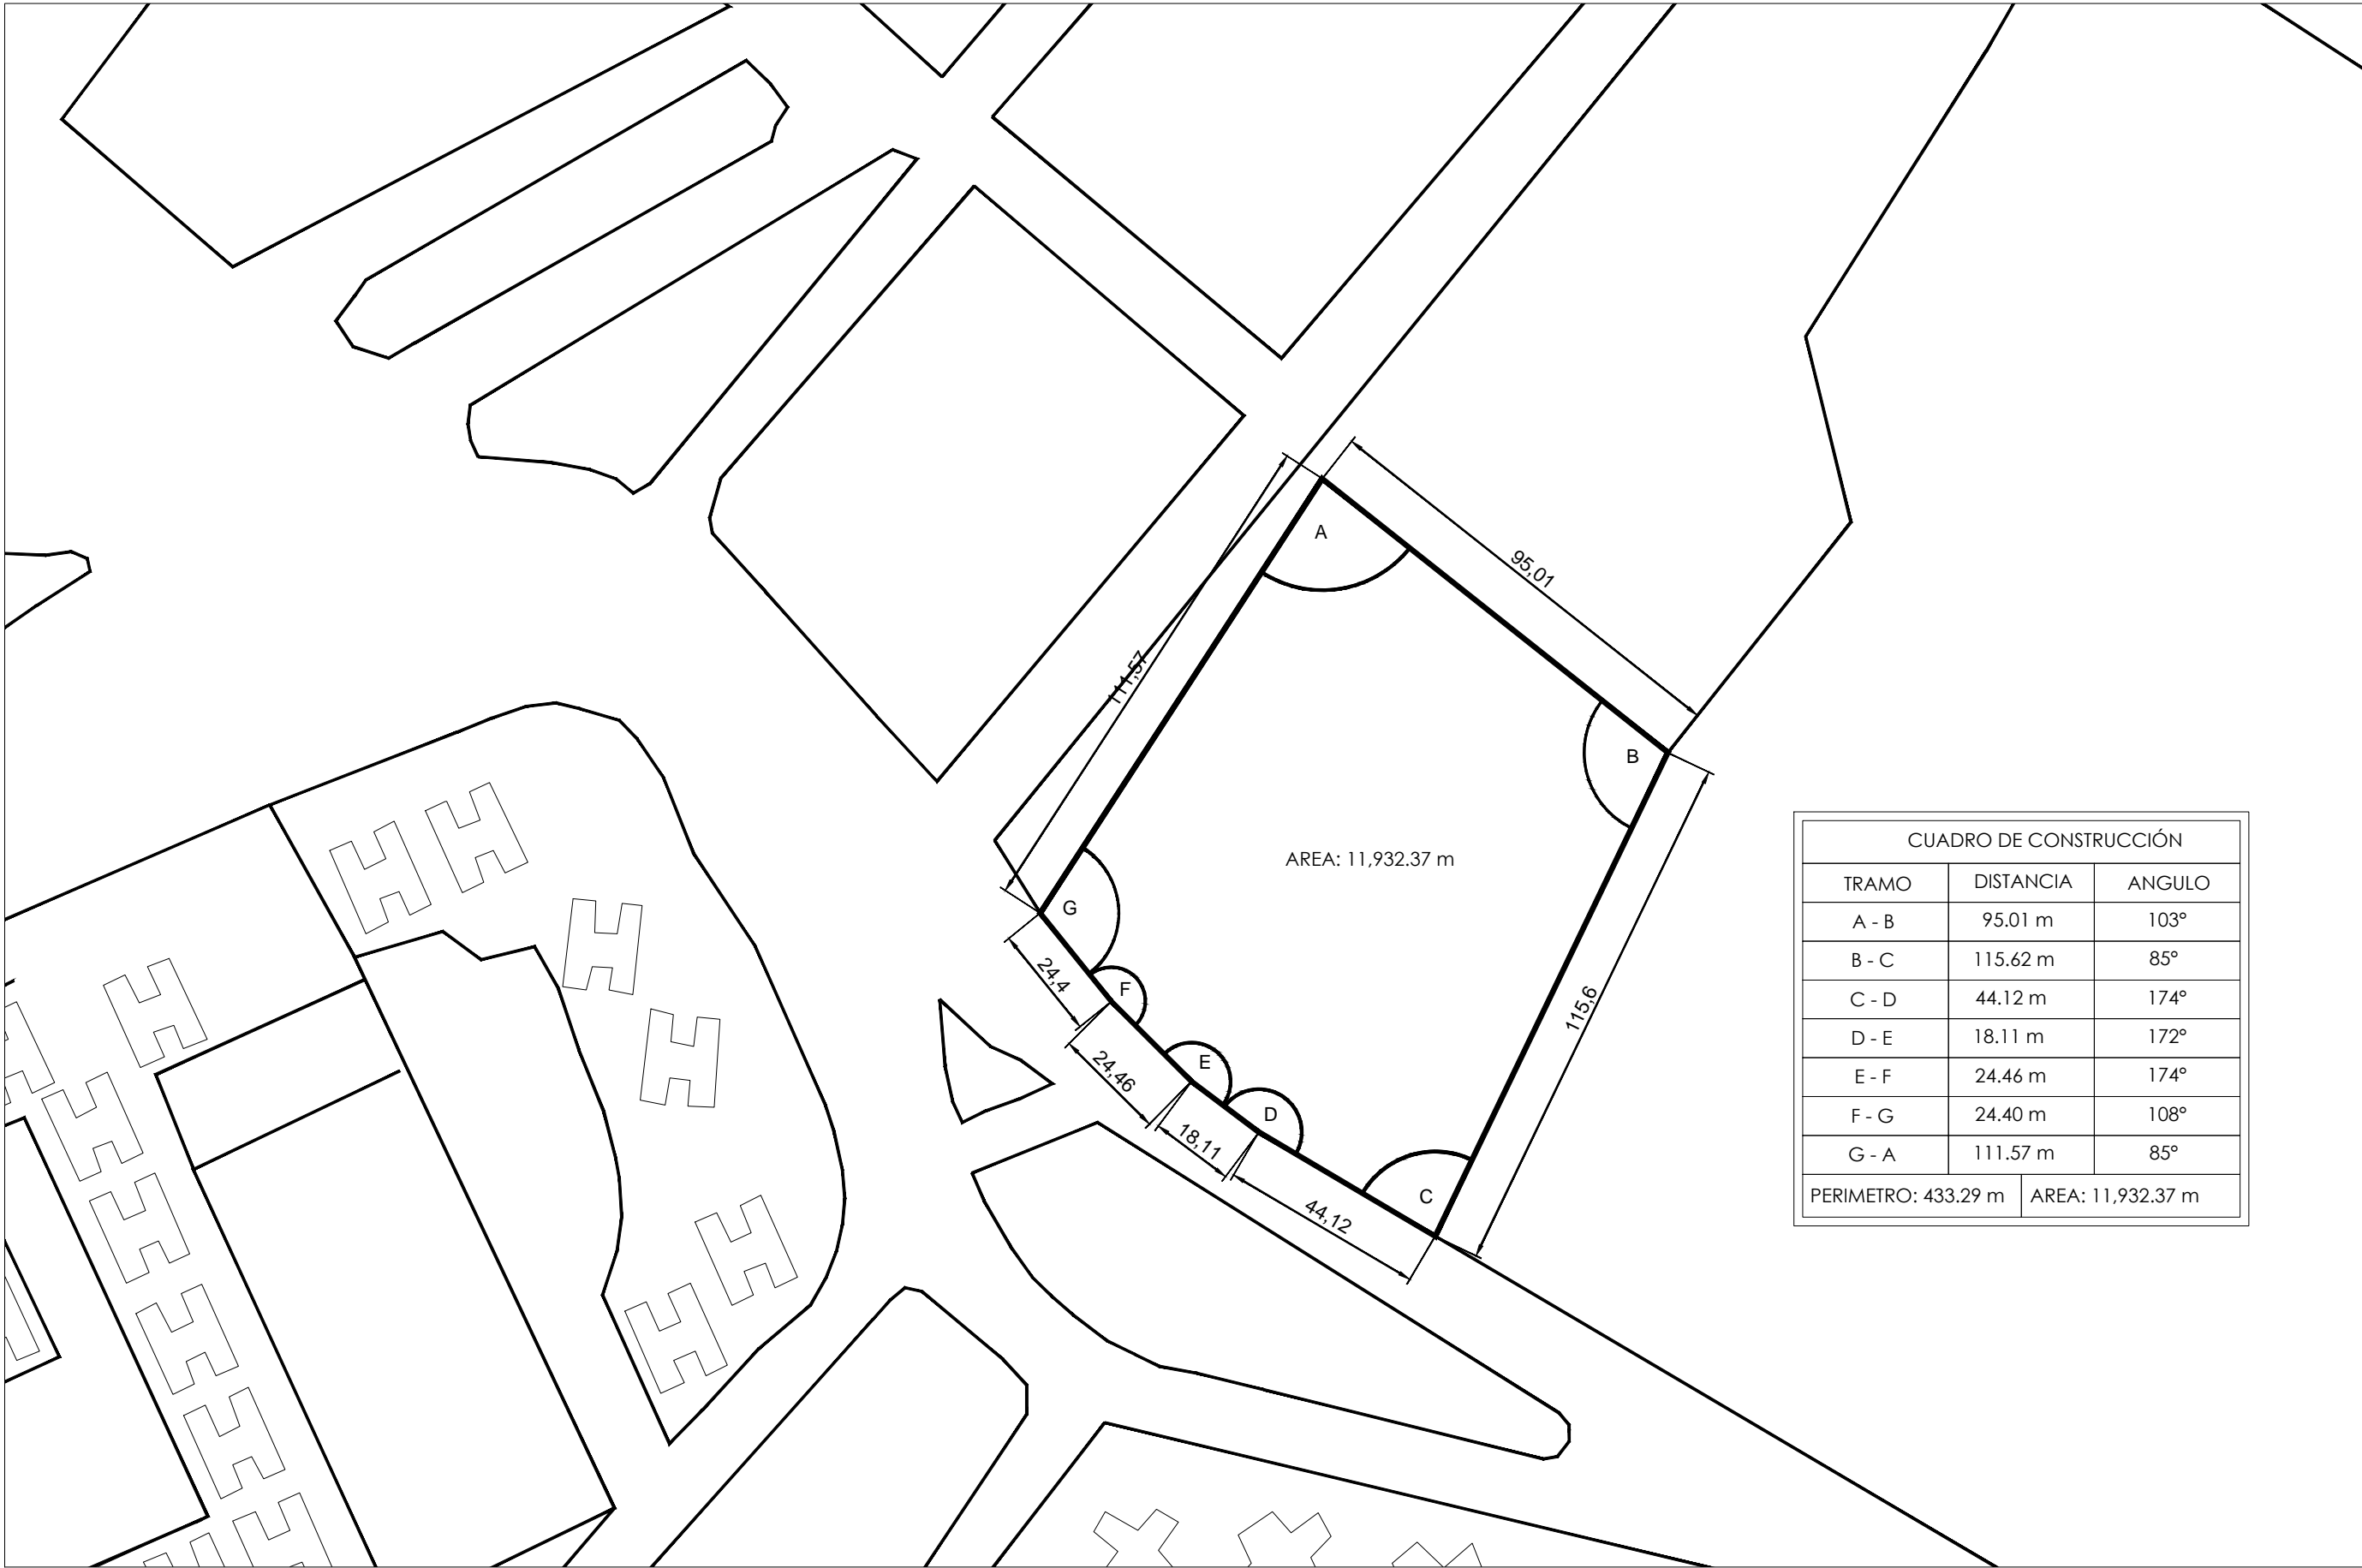 A
95,01
111,57
B
AREA: 11,932.37 m
G
24,4
F
115,6
E
24,46
D
18,11
C
44,12
CUADRO DE CONSTRUCCIÓN
TRAMO DISTANCIA ANGULO
A - B 95.01 m 103°
B - C 115.62 m 85°
C - D 44.12 m 174°
D - E 18.11 m 172°
E - F 24.46 m 174°
F - G 24.40 m 108°
G - A 111.57 m 85°
PERIMETRO: 433.29 m AREA: 11,932.37 m